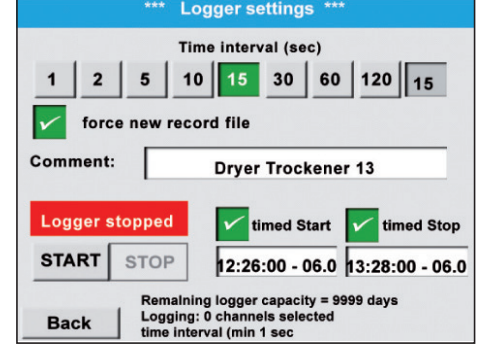 *** Logger settings ***
Time interval (sec)
1 2 5 10 15 30 60 120 15
force new record file
Comment: Dryer Trockener 13
Logger stopped timed Start timed Stop
START STOP 12:26:00 - 06.0 13:28:00 - 06.0
Remaining logger capacity = 9999 days
Logging: 0 channels selected
time interval (min 1 sec
Back